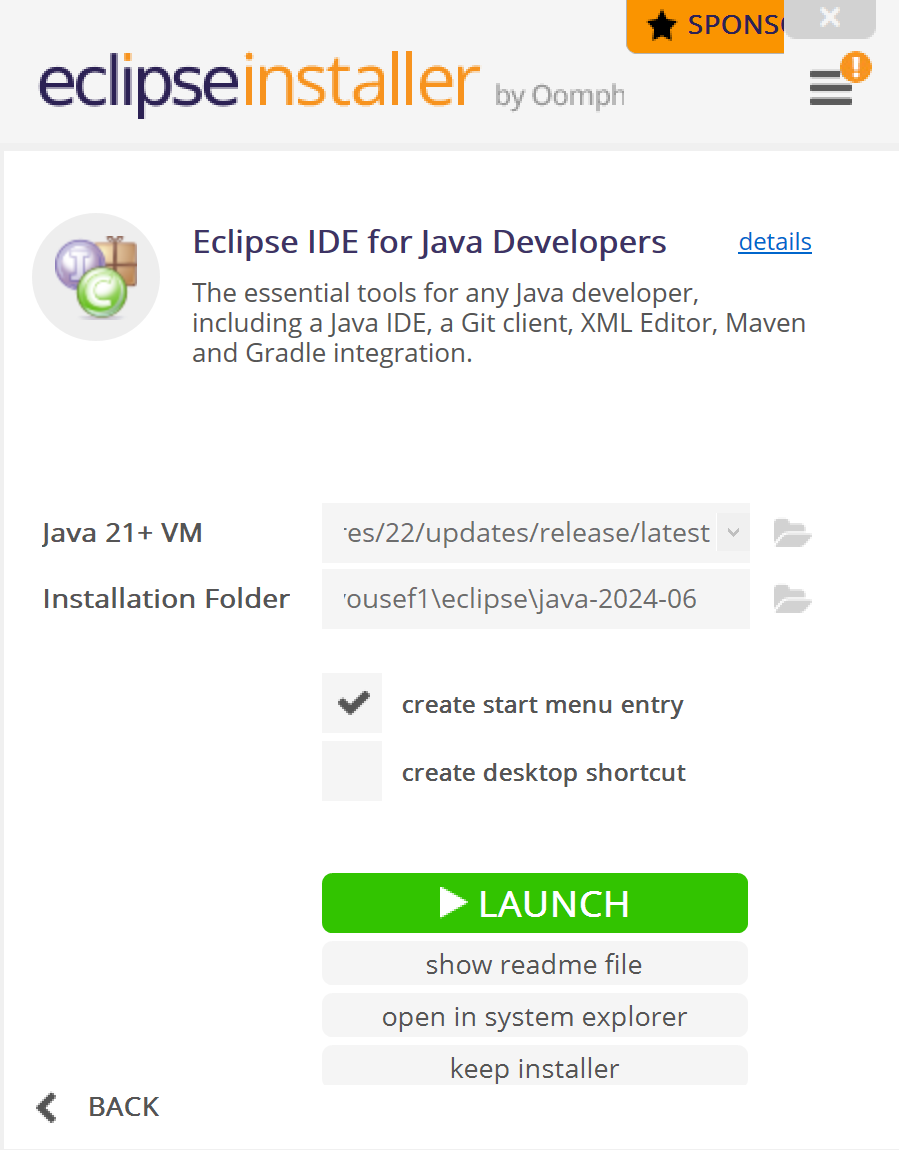 SPONS
eclipseinstaller by Oomph
Eclipse IDE for Java Developers
details
The essential tools for any Java developer,
including a Java IDE, a Git client, XML Editor, Maven
and Gradle integration.
Java 21+ VM
res/22/updates/release/latest
Installation Folder
yousef1\eclipse\java-2024-06
create start menu entry
create desktop shortcut
LAUNCH
show readme file
open in system explorer
keep installer
BACK